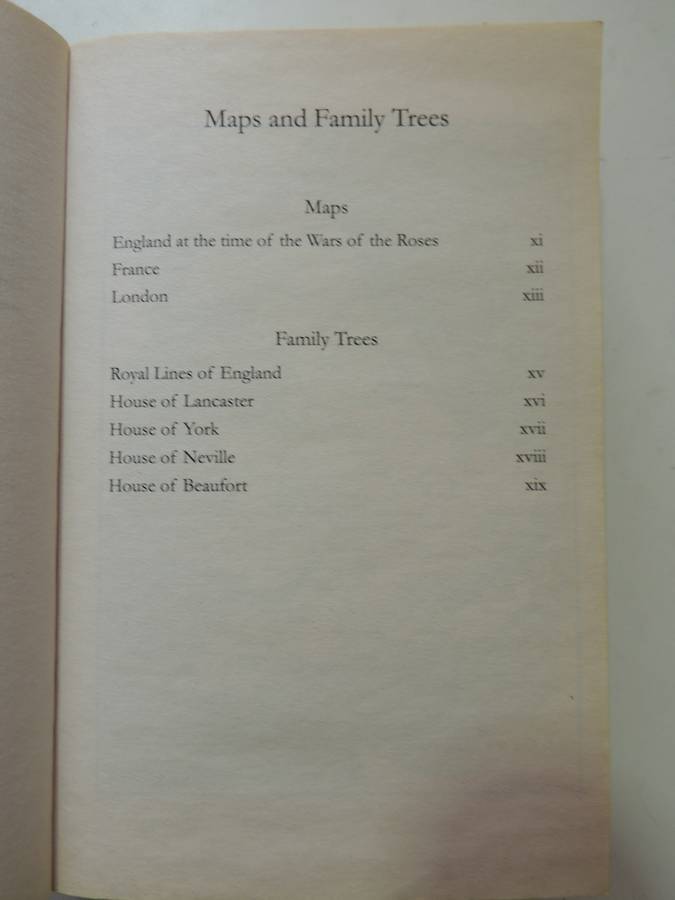 Maps and Family Trees
Maps
England at the time of the Wars of the Roses xi
France xii
London xiii
Family Trees
Royal Lines of England xv
House of Lancaster xvi
House of York xvii
House of Neville xviii
House of Beaufort xix